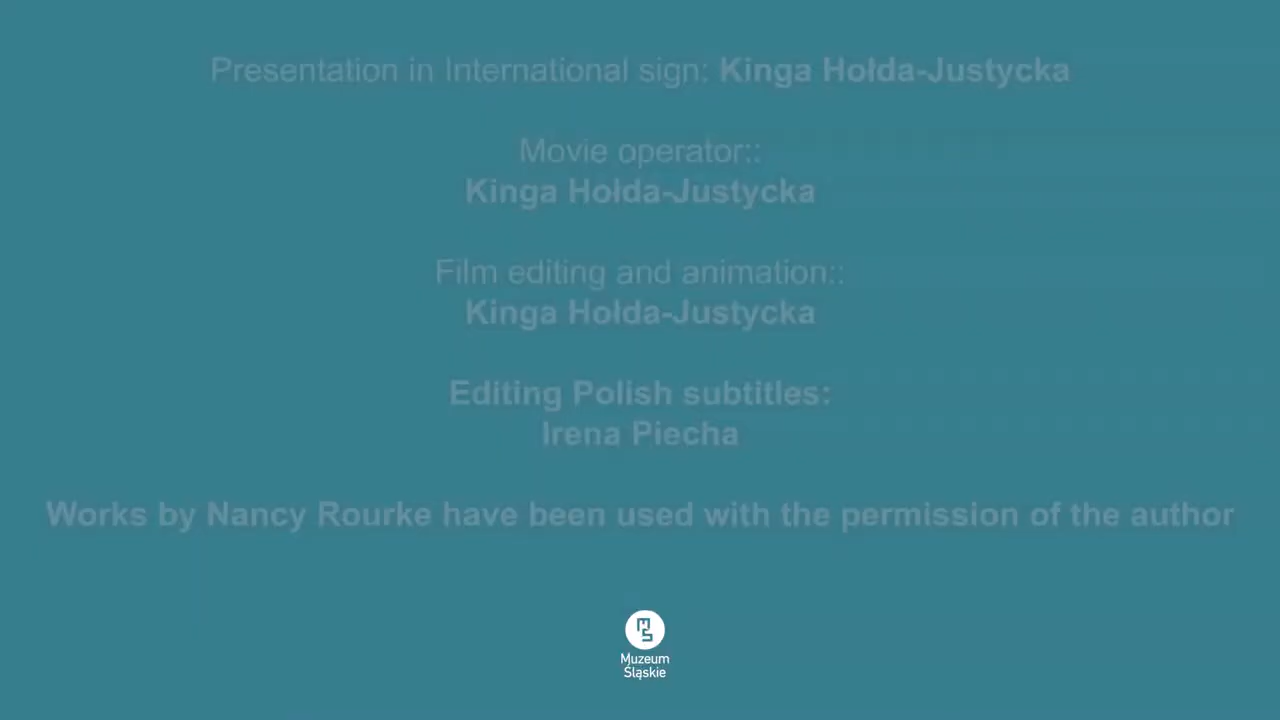 Presentation in International sign: Kinga Hołda-Justycka
Movie operator::
Kinga Hołda-Justycka
Film editing and animation::
Kinga Hołda-Justycka
Editing Polish subtitles:
Irena Piecha
Works by Nancy Rourke have been used with the permission of the author
MS
Muzeum
Śląskie